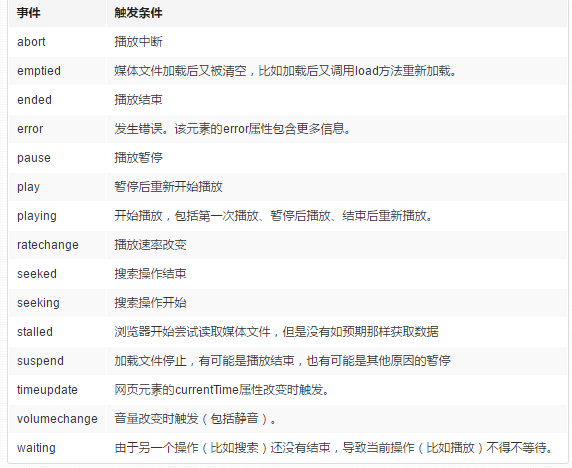 事件 触发条件
abort 播放中断
emptied 媒体文件加载后又被清空，比如加载后又调用load方法重新加载。
ended 播放结束
error 发生错误。该元素的error属性包含更多信息。
pause 播放暂停
play 暂停后重新开始播放
playing 开始播放，包括第一次播放、暂停后播放、结束后重新播放。
ratechange 播放速率改变
seeked 搜索操作结束
seeking 搜索操作开始
stalled 浏览器开始尝试读取媒体文件，但是没有如预期那样获取数据
suspend 加载文件停止，有可能是播放结束，也有可能是其他原因的暂停
timeupdate 网页元素的currentTime属性改变时触发。
volumechange 音量改变时触发（包括静音）。
waiting 由于另一个操作（比如搜索）还没有结束，导致当前操作（比如播放）不得不等待。